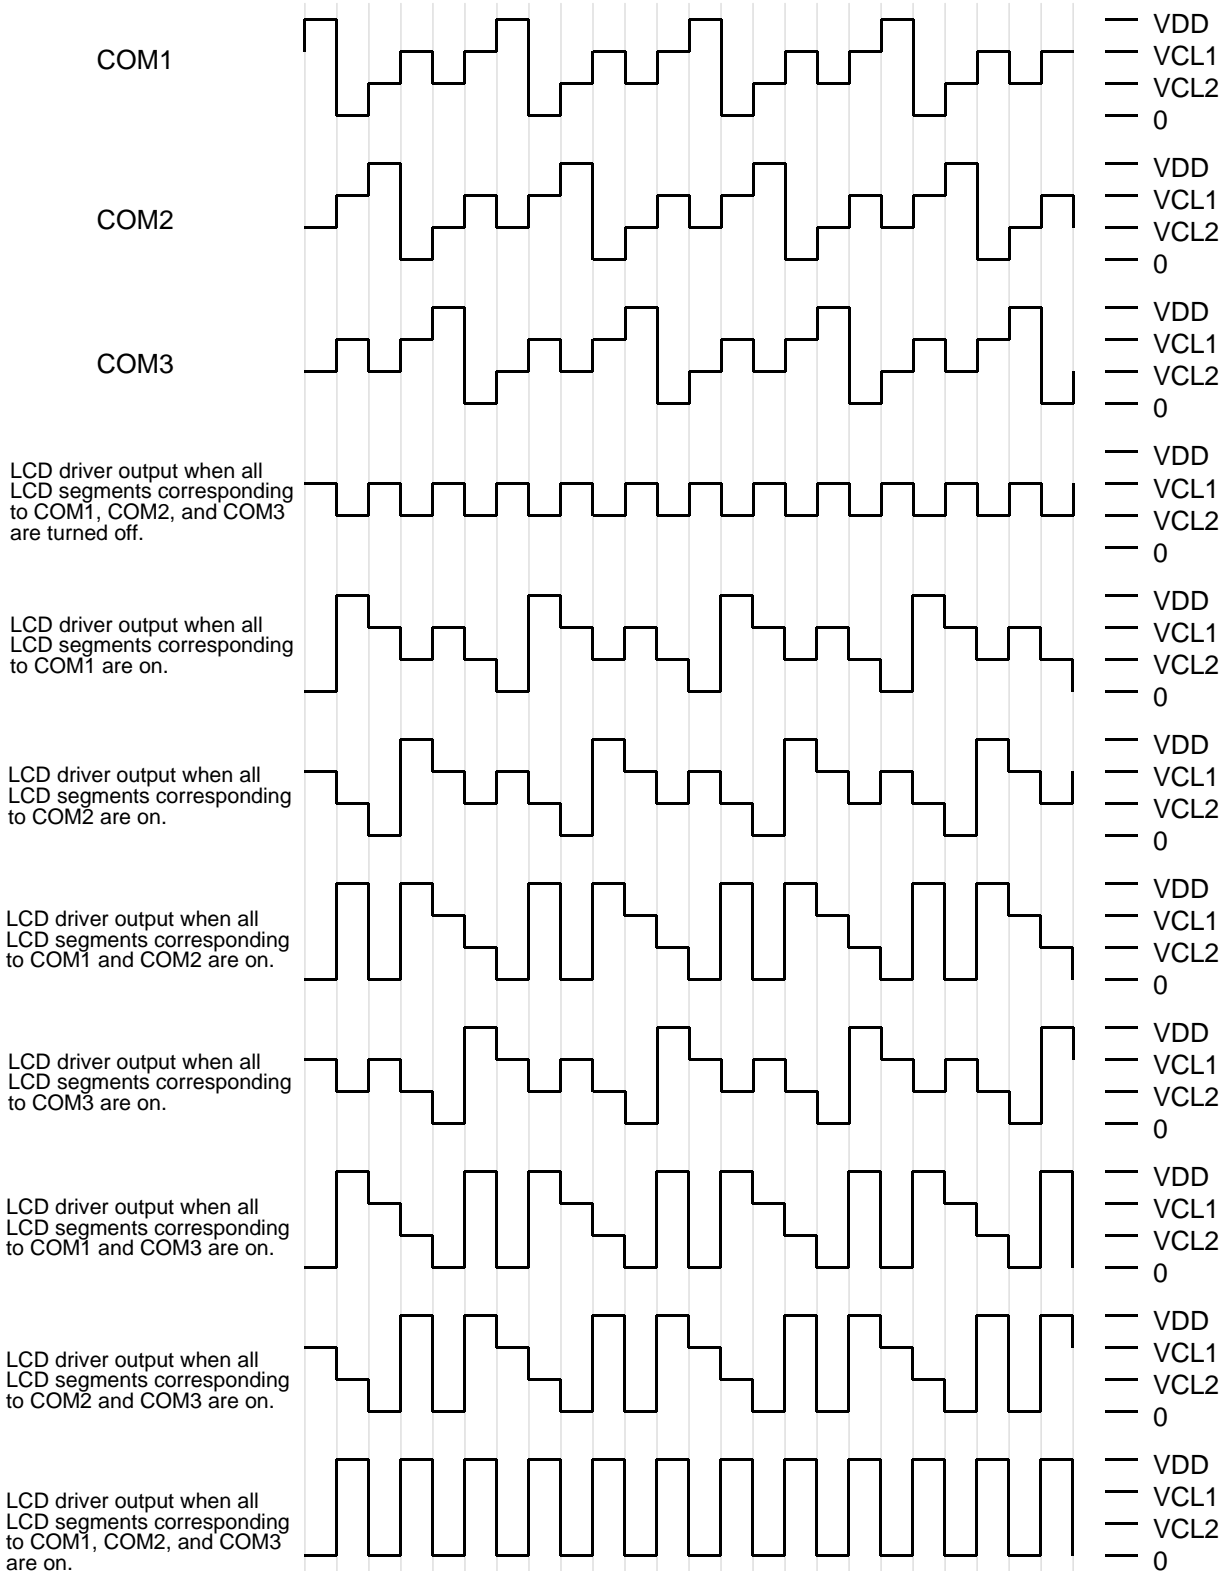 COM1
VDD
VCL1
VCL2
0
COM2
VDD
VCL1
VCL2
0
COM3
VDD
VCL1
VCL2
0
LCD driver output when all
LCD segments corresponding
to COM1, COM2, and COM3
are turned off.
VDD
VCL1
VCL2
0
LCD driver output when all
LCD segments corresponding
to COM1 are on.
VDD
VCL1
VCL2
0
LCD driver output when all
LCD segments corresponding
to COM2 are on.
VDD
VCL1
VCL2
0
LCD driver output when all
LCD segments corresponding
to COM1 and COM2 are on.
VDD
VCL1
VCL2
0
LCD driver output when all
LCD segments corresponding
to COM3 are on.
VDD
VCL1
VCL2
0
LCD driver output when all
LCD segments corresponding
to COM1 and COM3 are on.
VDD
VCL1
VCL2
0
LCD driver output when all
LCD segments corresponding
to COM2 and COM3 are on.
VDD
VCL1
VCL2
0
LCD driver output when all
LCD segments corresponding
to COM1, COM2, and COM3
are on.
VDD
VCL1
VCL2
0